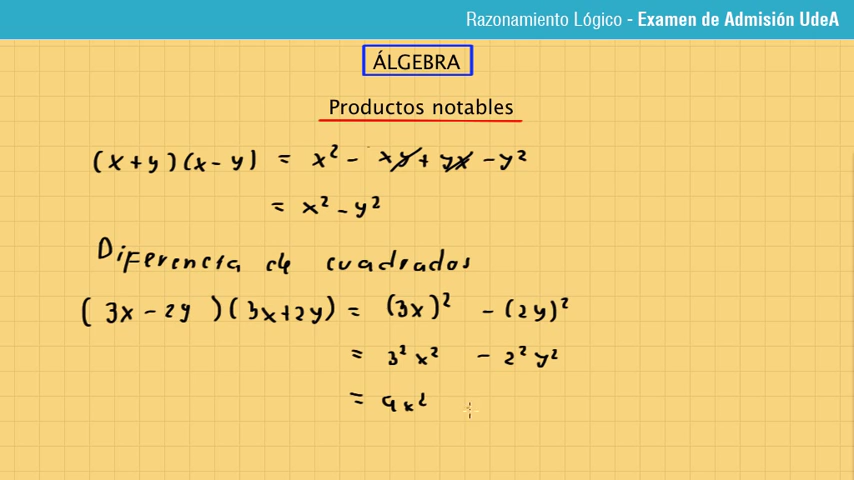 Razonamiento Lógico - Examen de Admisión UdeA
ÁLGEBRA
Productos notables
(x+y)(x-y) = x² - xy + yx - y²
= x² - y²
Diferencia de cuadrados
(3x-2y)(3x+2y) = (3x)² - (2y)²
= 3²x² - 2²y²
= 9x²